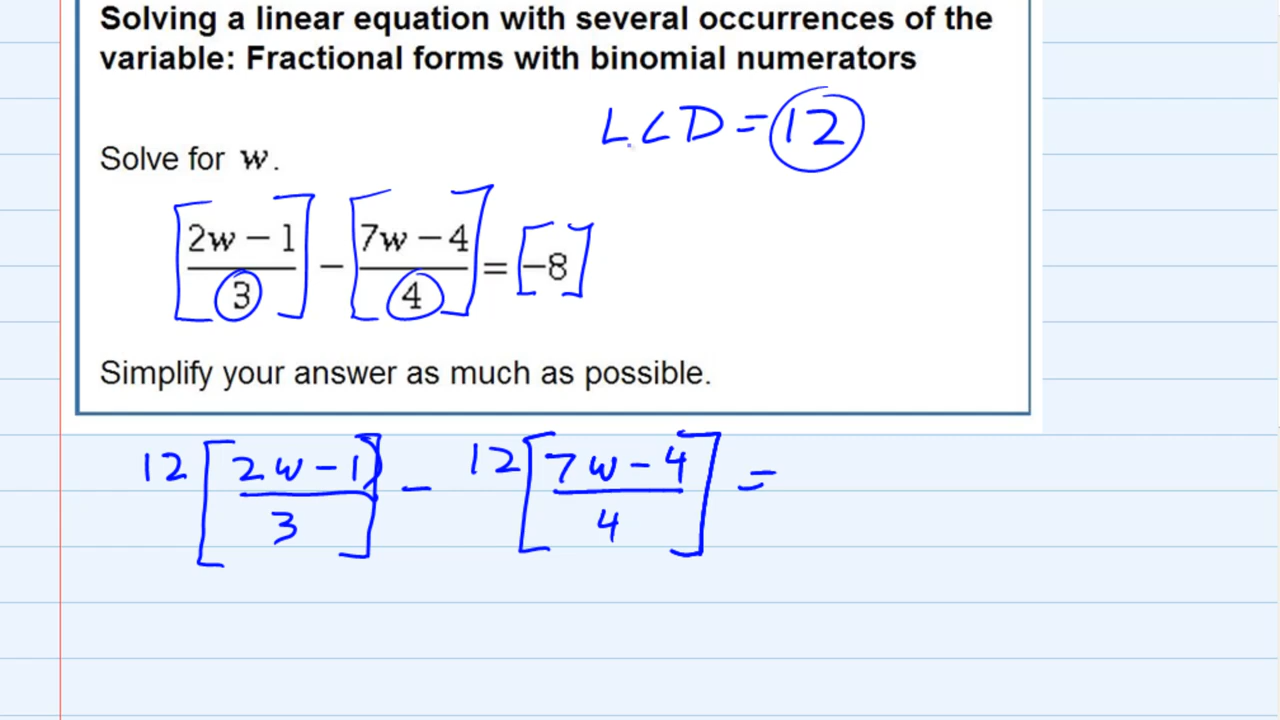 Solving a linear equation with several occurrences of the
variable: Fractional forms with binomial numerators
LCD = 12
Solve for w.
[2w − 1 / 3] − [7w − 4 / 4] = [−8]
Simplify your answer as much as possible.
12 [2w − 1 / 3] − 12 [7w − 4 / 4] =